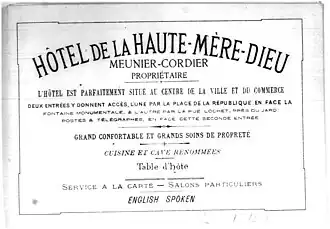 HÔTEL DE LA HAUTE-MÈRE-DIEU
MEUNIER-CORDIER
PROPRIÉTAIRE
L'HÔTEL EST PARFAITEMENT SITUÉ AU CENTRE DE LA VILLE ET DU COMMERCE
DEUX ENTRÉES Y DONNENT ACCÈS, L'UNE PAR LA PLACE DE LA RÉPUBLIQUE EN FACE LA
FONTAINE MONUMENTALE, & L'AUTRE PAR LA RUE LOCHET, PRÈS DU JARD
POSTES & TÉLÉGRAPHES, EN FACE CETTE SECONDE ENTRÉE
GRAND CONFORTABLE ET GRANDS SOINS DE PROPRETÉ
CUISINE ET CAVE RENOMMÉES
Table d'hôte
SERVICE A LA CARTE — SALONS PARTICULIERS
ENGLISH SPOKEN